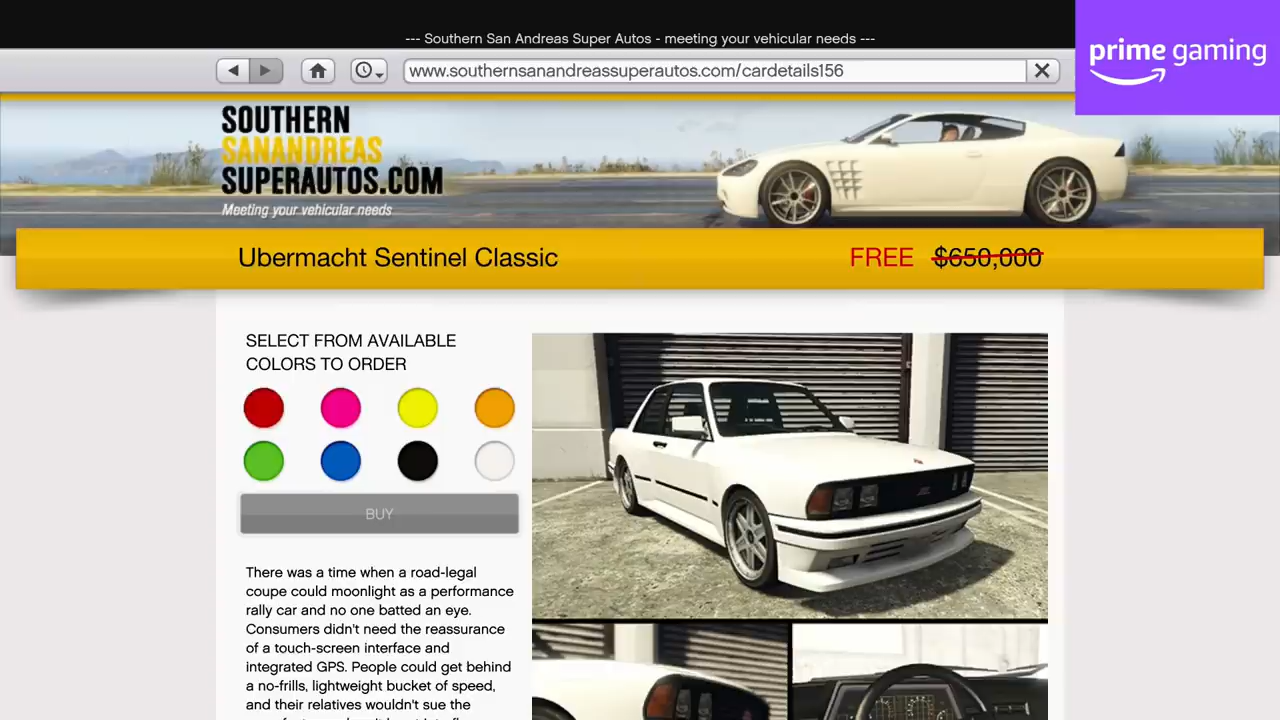 --- Southern San Andreas Super Autos - meeting your vehicular needs ---
prime gaming
www.southernsanandreassuperautos.com/cardetails156
SOUTHERN
SANANDREAS
SUPERAUTOS.COM
Meeting your vehicular needs
Ubermacht Sentinel Classic FREE $650,000
SELECT FROM AVAILABLE
COLORS TO ORDER
BUY
There was a time when a road-legal
coupe could moonlight as a performance
rally car and no one batted an eye.
Consumers didn't need the reassurance
of a touch-screen interface and
integrated GPS. People could get behind
a no-frills, lightweight bucket of speed,
and their relatives wouldn't sue the